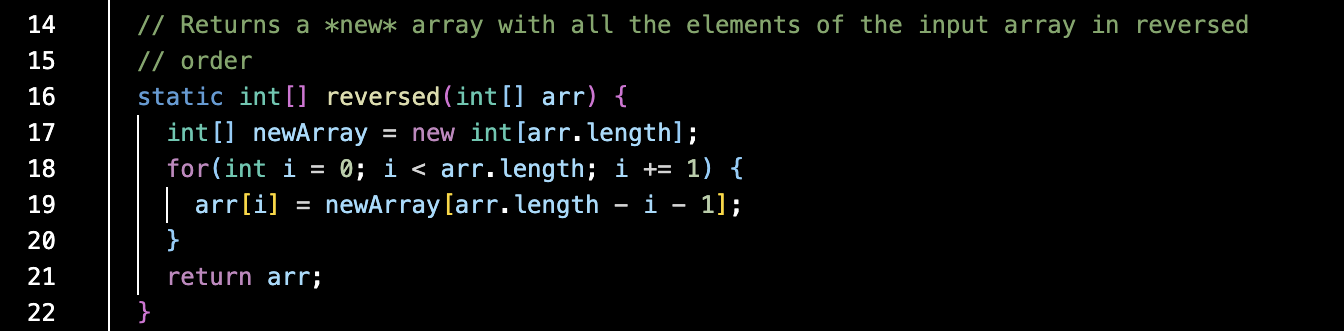 14 // Returns a *new* array with all the elements of the input array in reversed
15 // order
16 static int[] reversed(int[] arr) {
17   int[] newArray = new int[arr.length];
18   for(int i = 0; i < arr.length; i += 1) {
19     arr[i] = newArray[arr.length - i - 1];
20   }
21   return arr;
22 }